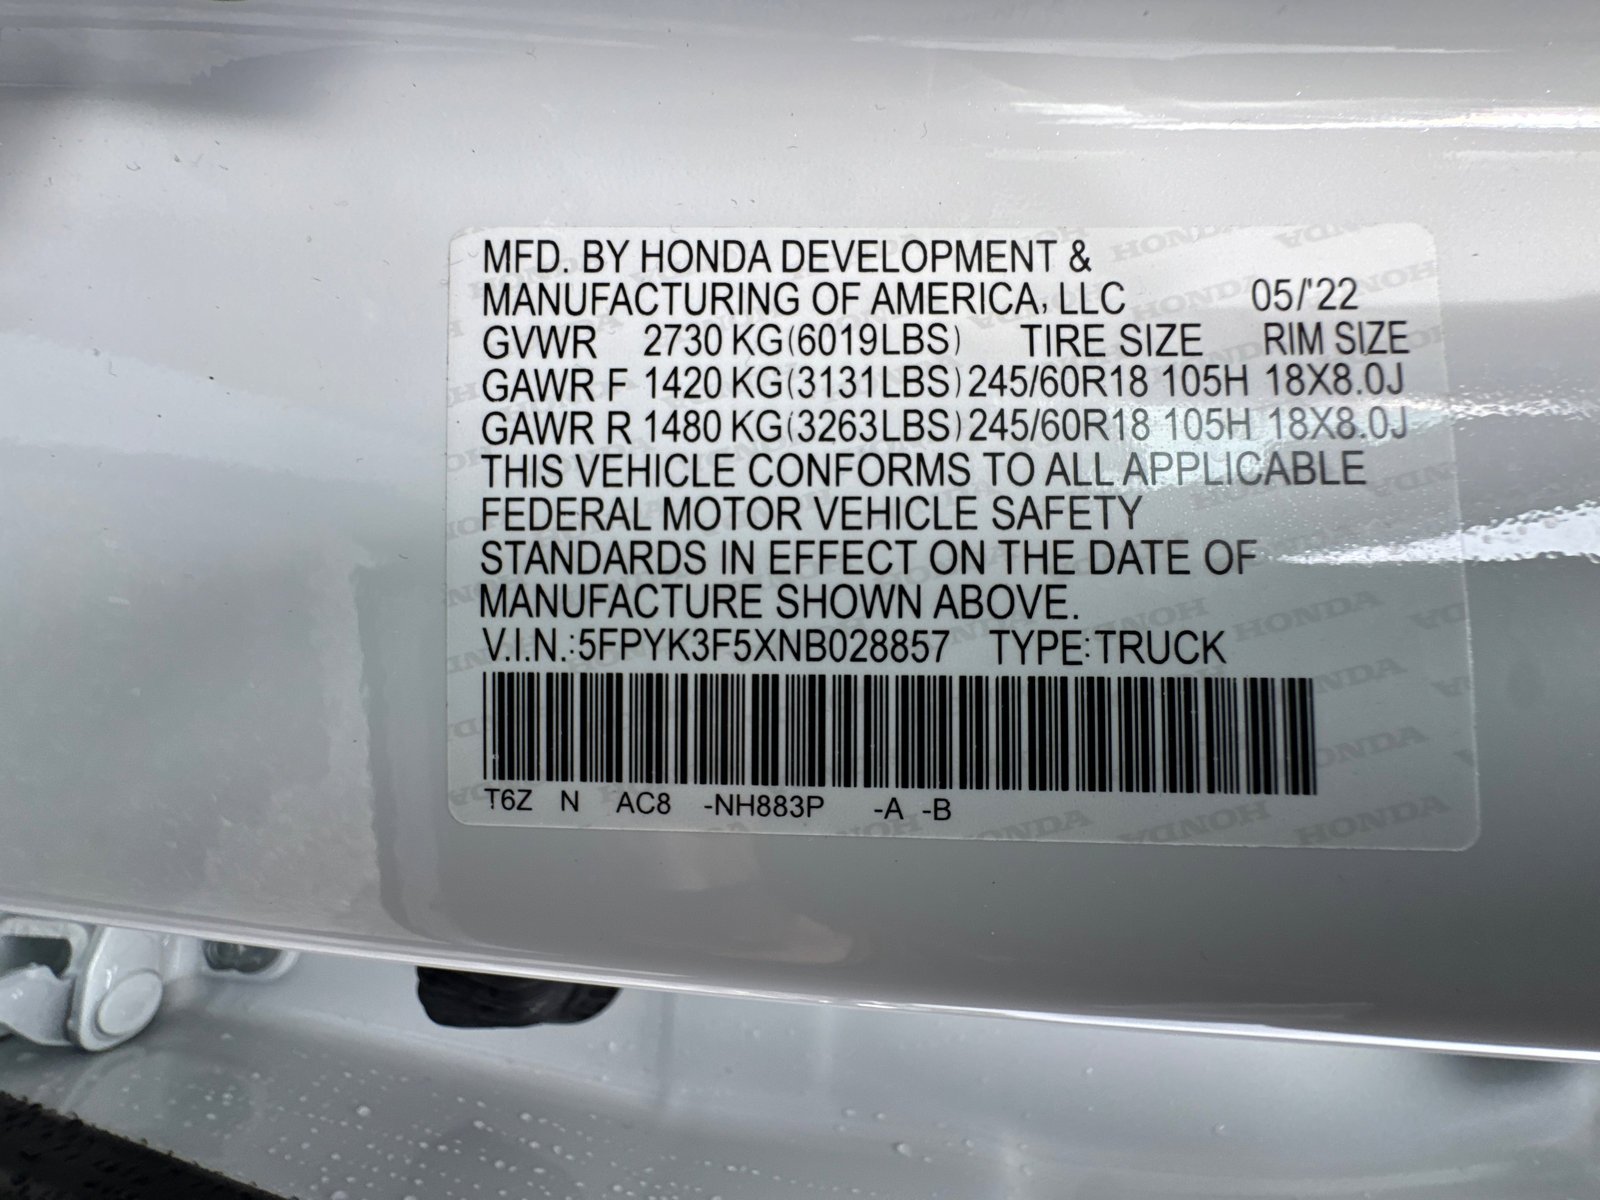 MFD. BY HONDA DEVELOPMENT &
MANUFACTURING OF AMERICA, LLC 05/'22
GVWR 2730 KG(6019LBS) TIRE SIZE RIM SIZE
GAWR F 1420 KG(3131LBS) 245/60R18 105H 18X8.0J
GAWR R 1480 KG(3263LBS) 245/60R18 105H 18X8.0J
THIS VEHICLE CONFORMS TO ALL APPLICABLE
FEDERAL MOTOR VEHICLE SAFETY
STANDARDS IN EFFECT ON THE DATE OF
MANUFACTURE SHOWN ABOVE.
V.I.N.:5FPYK3F5XNB028857 TYPE:TRUCK
T6Z N AC8 -NH883P -A -B